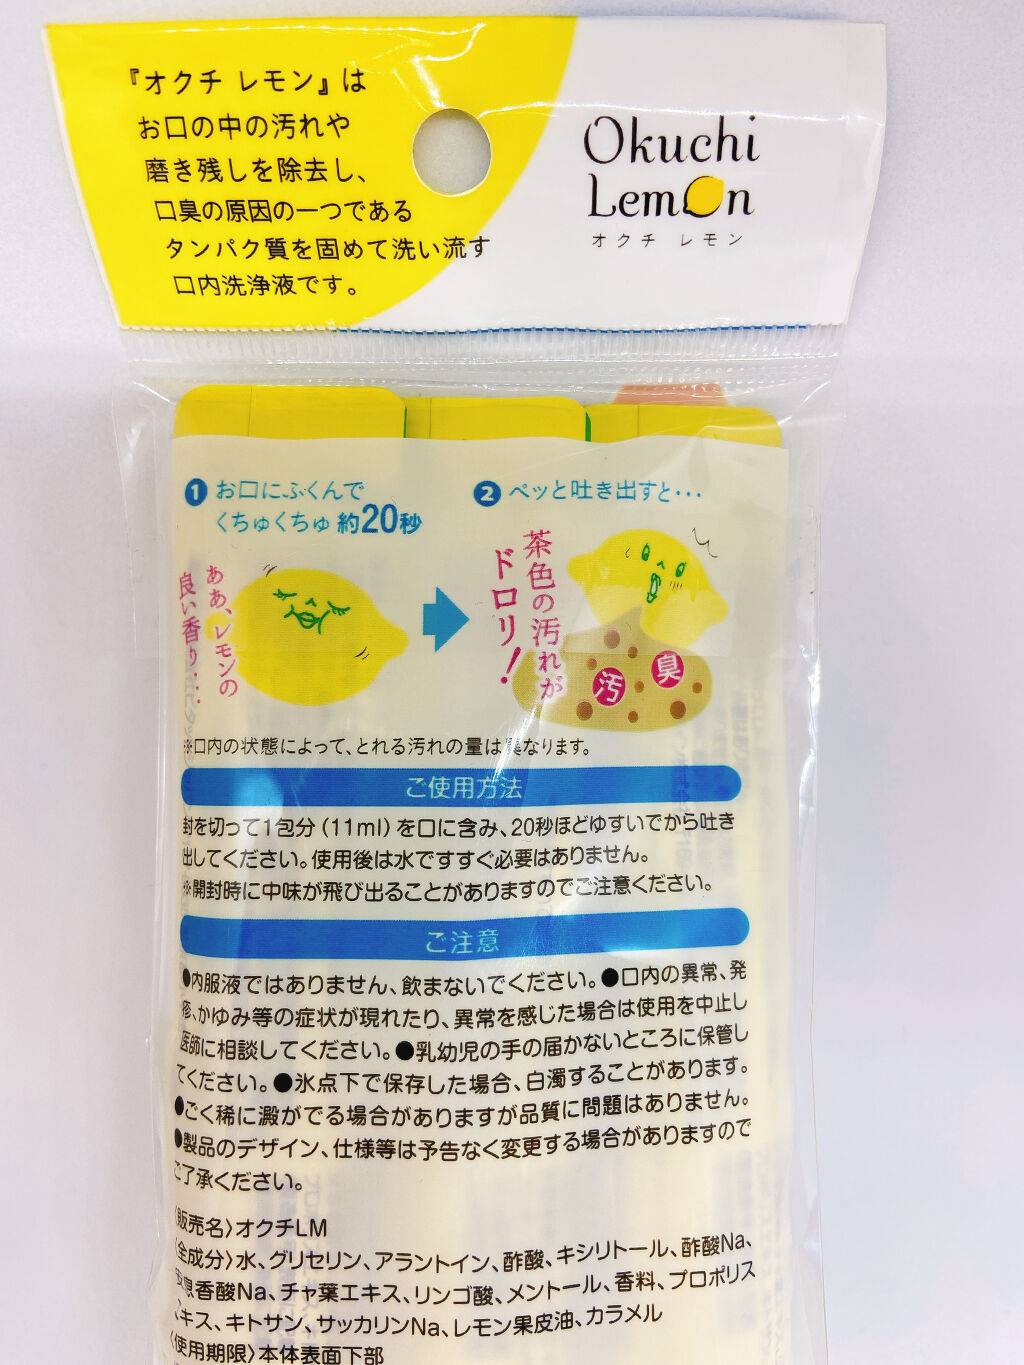 『オクチ レモン』は
お口の中の汚れや
磨き残しを除去し、
口臭の原因の一つである
タンパク質を固めて洗い流す
口内洗浄液です。
Okuchi
Lemon
オクチ レモン
1 お口にふくんで
くちゅくちゅ 約20秒
2 ペッと吐き出すと・・・
ああ、レモンの
良い香り・・・
茶色の汚れが
ドロリ！
汚
臭
※口内の状態によって、とれる汚れの量は異なります。
ご使用方法
封を切って1包分（11ml）を口に含み、20秒ほどゆすいでから吐き
出してください。使用後は水ですすぐ必要はありません。
※開封時に中味が飛び出ることがありますのでご注意ください。
ご注意
●内服液ではありません、飲まないでください。●口内の異常、発
疹、かゆみ等の症状が現れたり、異常を感じた場合は使用を中止し
医師に相談してください。●乳幼児の手の届かないところに保管し
てください。●氷点下で保存した場合、白濁することがあります。
●ごく稀に澱がでる場合がありますが品質に問題はありません。
●製品のデザイン、仕様等は予告なく変更する場合がありますので
ご了承ください。
〈販売名〉オクチLM
〈全成分〉水、グリセリン、アラントイン、酢酸、キシリトール、酢酸Na、
安息香酸Na、チャ葉エキス、リンゴ酸、メントール、香料、プロポリス
エキス、キトサン、サッカリンNa、レモン果皮油、カラメル
〈使用期限〉本体表面下部